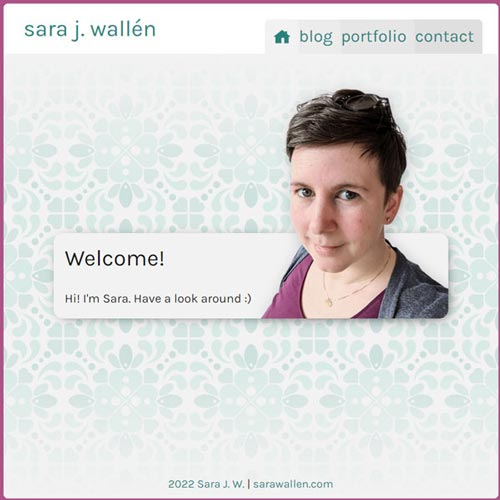 sara j. wallén
blog portfolio contact
Welcome!
Hi! I'm Sara. Have a look around :)
2022 Sara J. W. | sarawallen.com